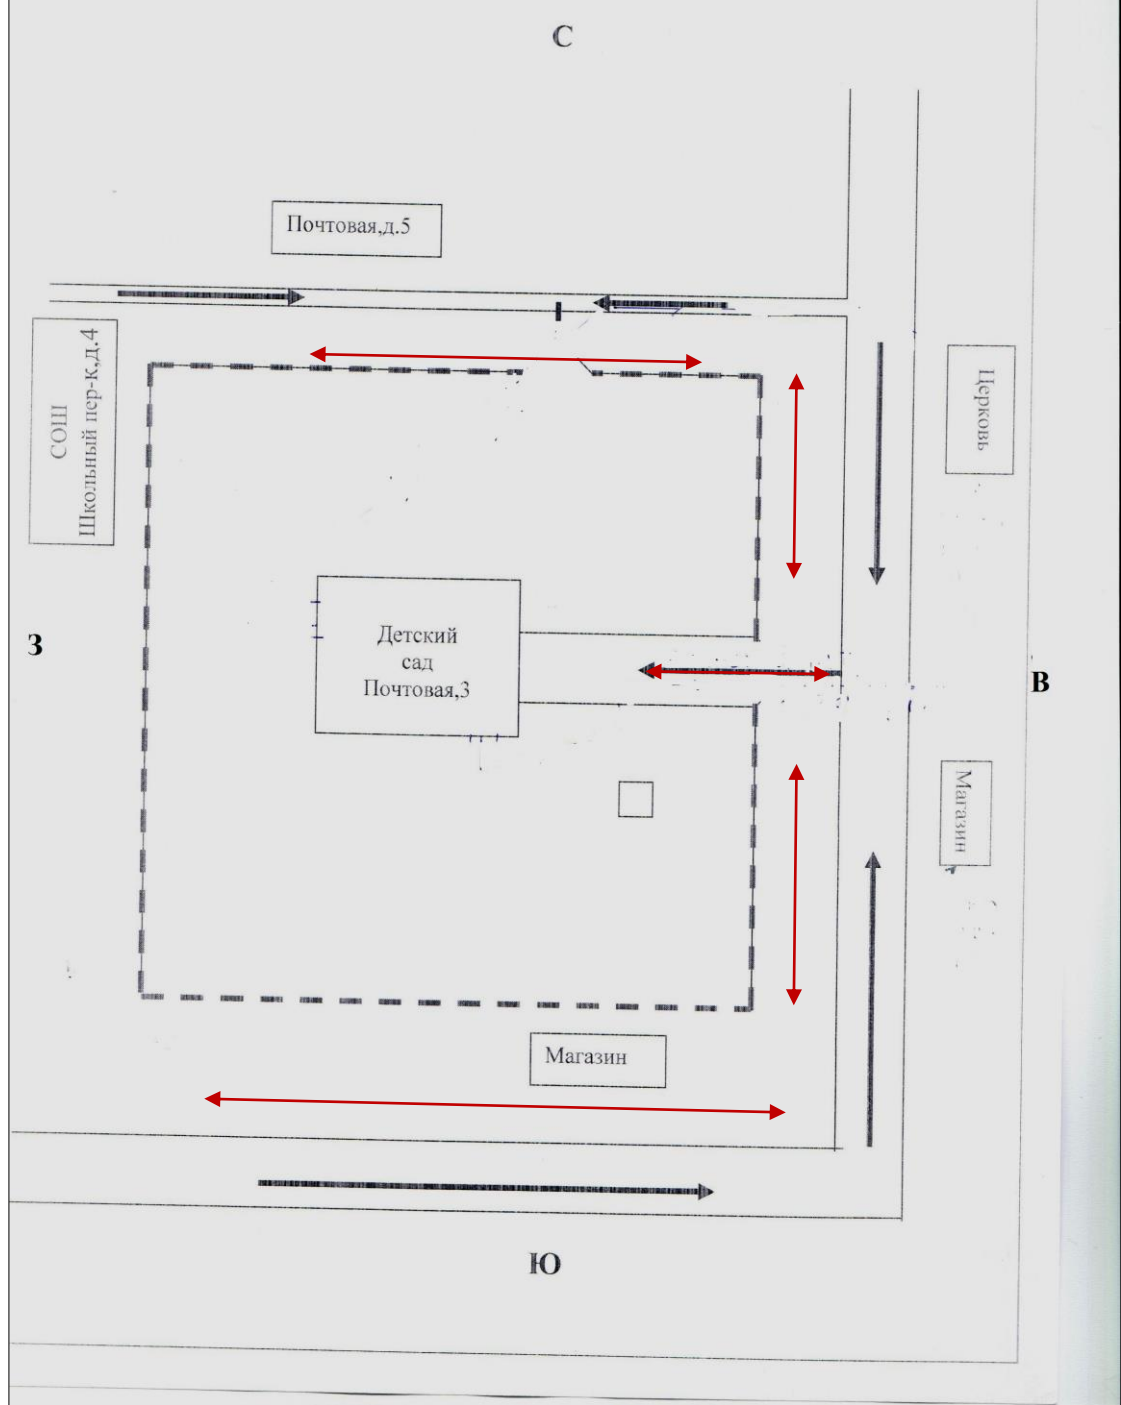 С
Почтовая,д.5
СОШ
Школьный пер-к,д.4
Церковь
Детский
сад
Почтовая,3
З
В
Магазин
Магазин
Ю